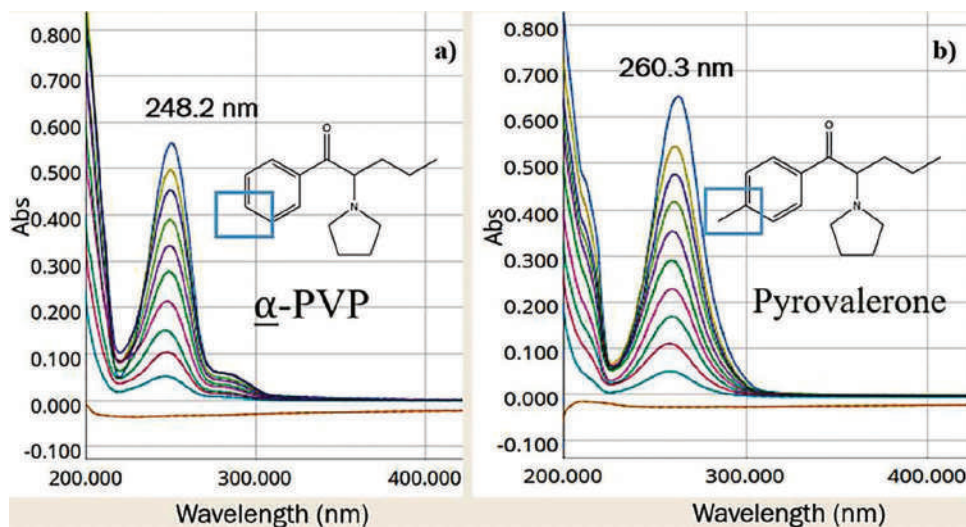 a)
248.2 nm
0.800
0.700
0.600
0.500
0.400
0.300
0.200
0.100
0.000
-0.100
Abs
O
N
α-PVP
200.000 300.000 400.000
Wavelength (nm)
b)
260.3 nm
0.800
0.700
0.600
0.500
0.400
0.300
0.200
0.100
0.000
-0.100
Abs
O
N
Pyrovalerone
200.000 300.000 400.000
Wavelength (nm)